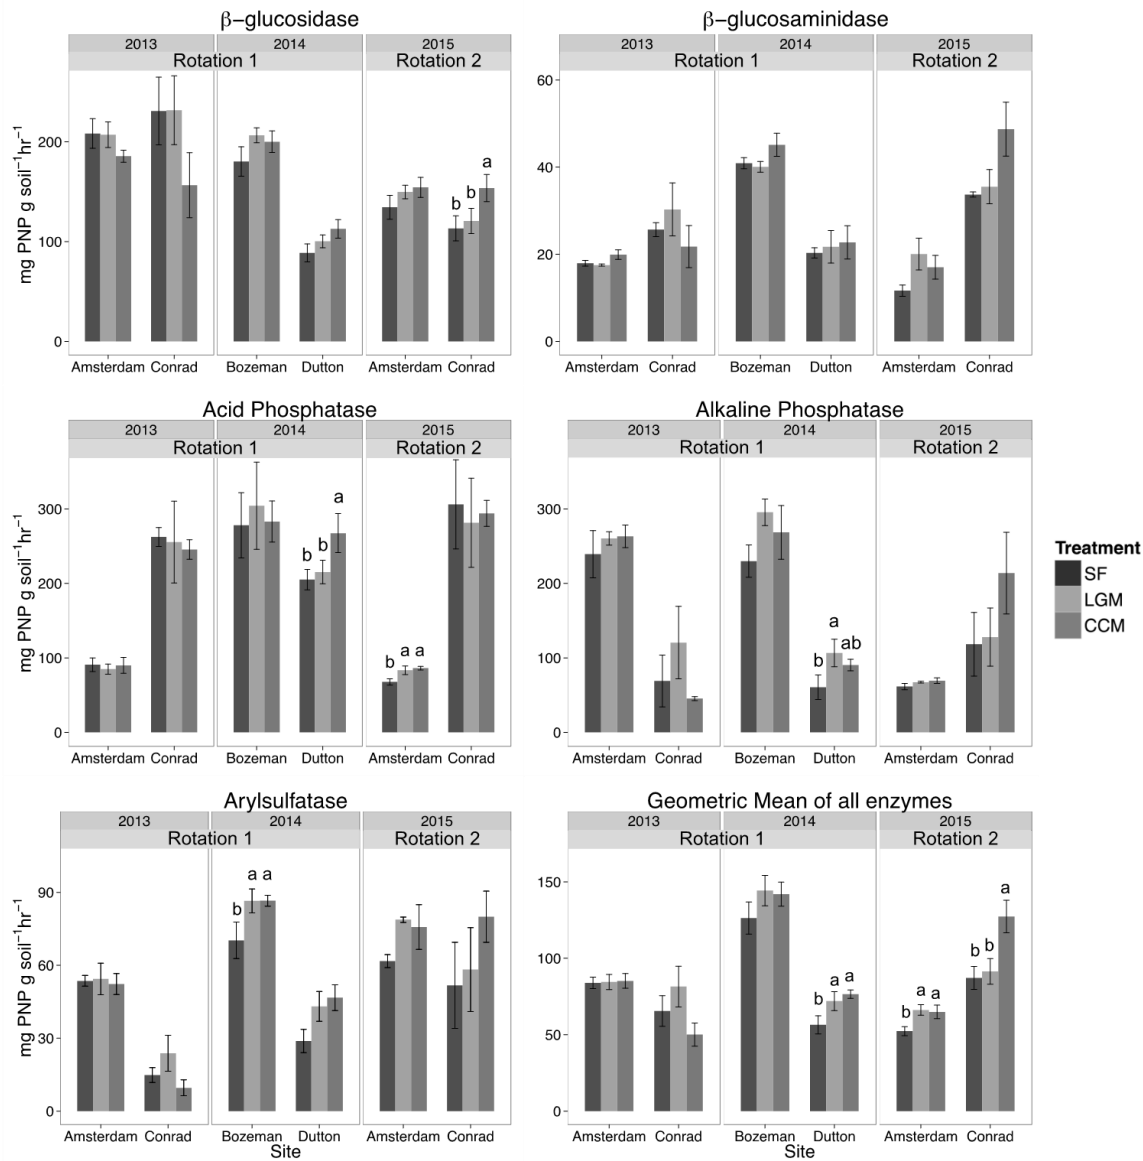 β−glucosidase
2013 2014 2015
Rotation 1 Rotation 2
mg PNP g soil⁻¹hr⁻¹
200
100
0
b b a
Amsterdam Conrad Bozeman Dutton Amsterdam Conrad
β−glucosaminidase
2013 2014 2015
Rotation 1 Rotation 2
60
40
20
0
Amsterdam Conrad Bozeman Dutton Amsterdam Conrad
Acid Phosphatase
2013 2014 2015
Rotation 1 Rotation 2
mg PNP g soil⁻¹hr⁻¹
300
200
100
0
b b a
b a a
Amsterdam Conrad Bozeman Dutton Amsterdam Conrad
Alkaline Phosphatase
2013 2014 2015
Rotation 1 Rotation 2
300
200
100
0
b a ab
Amsterdam Conrad Bozeman Dutton Amsterdam Conrad
Treatment
SF
LGM
CCM
Arylsulfatase
2013 2014 2015
Rotation 1 Rotation 2
mg PNP g soil⁻¹hr⁻¹
90
60
30
0
b a a
Amsterdam Conrad Bozeman Dutton Amsterdam Conrad
Site
Geometric Mean of all enzymes
2013 2014 2015
Rotation 1 Rotation 2
150
100
50
0
b a a
b a a
b b a
Amsterdam Conrad Bozeman Dutton Amsterdam Conrad
Site